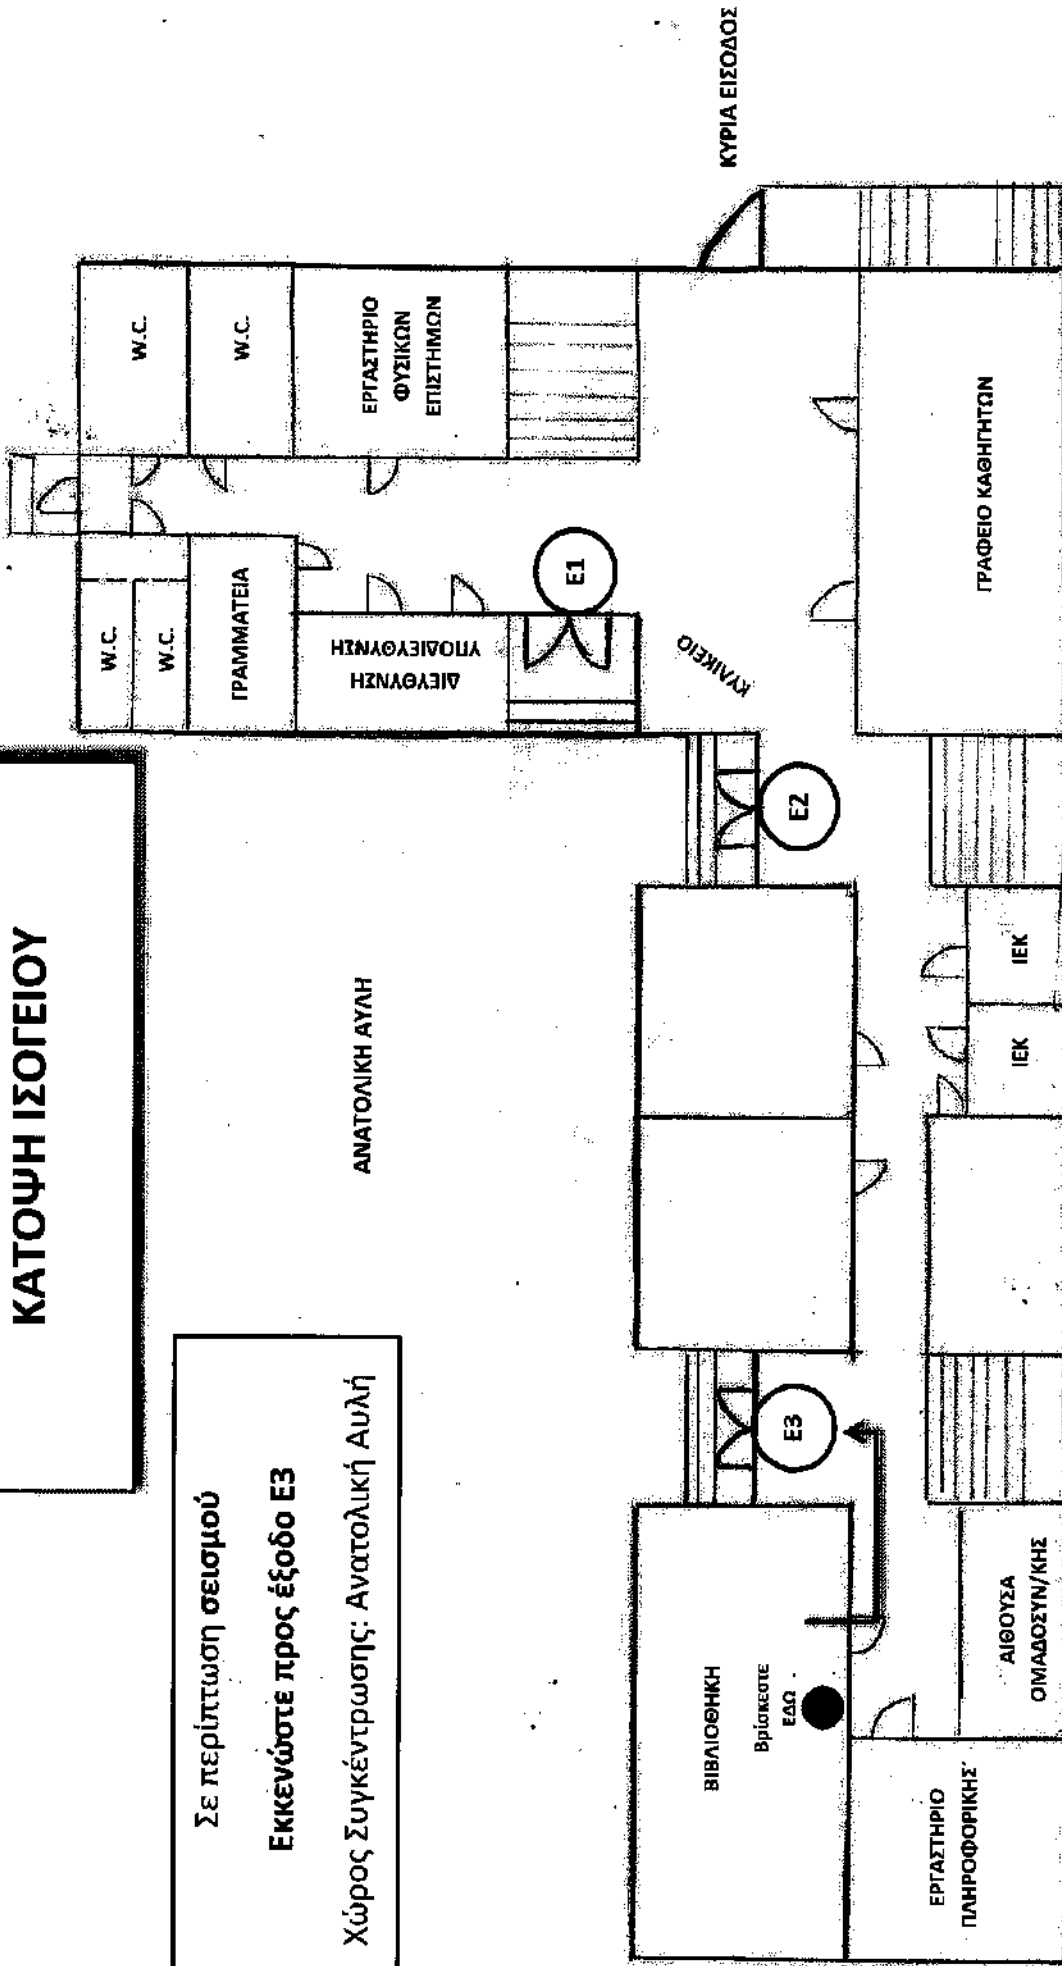 ΚΑΤΟΨΗ ΙΣΟΓΕΙΟΥ
Σε περίπτωση σεισμού
Εκκενώστε προς έξοδο Ε3
Χώρος Συγκέντρωσης: Ανατολική Αυλή
ΑΝΑΤΟΛΙΚΗ ΑΥΛΗ
W.C.
W.C.
W.C.
W.C.
ΓΡΑΜΜΑΤΕΙΑ
ΔΙΕΥΘΥΝΣΗ
ΥΠΟΔΙΕΥΘΥΝΣΗ
ΕΡΓΑΣΤΗΡΙΟ
ΦΥΣΙΚΩΝ
ΕΠΙΣΤΗΜΩΝ
Ε1
ΚΥΛΙΚΕΙΟ
ΚΥΡΙΑ ΕΙΣΟΔΟΣ
Ε2
Ε3
ΒΙΒΛΙΟΘΗΚΗ
Βρίσκεστε
ΕΔΩ
ΓΡΑΦΕΙΟ ΚΑΘΗΓΗΤΩΝ
ΙΕΚ
ΙΕΚ
ΑΙΘΟΥΣΑ
ΟΜΑΔΟΣΥΝ/ΚΗΣ
ΕΡΓΑΣΤΗΡΙΟ
ΠΛΗΡΟΦΟΡΙΚΗΣ